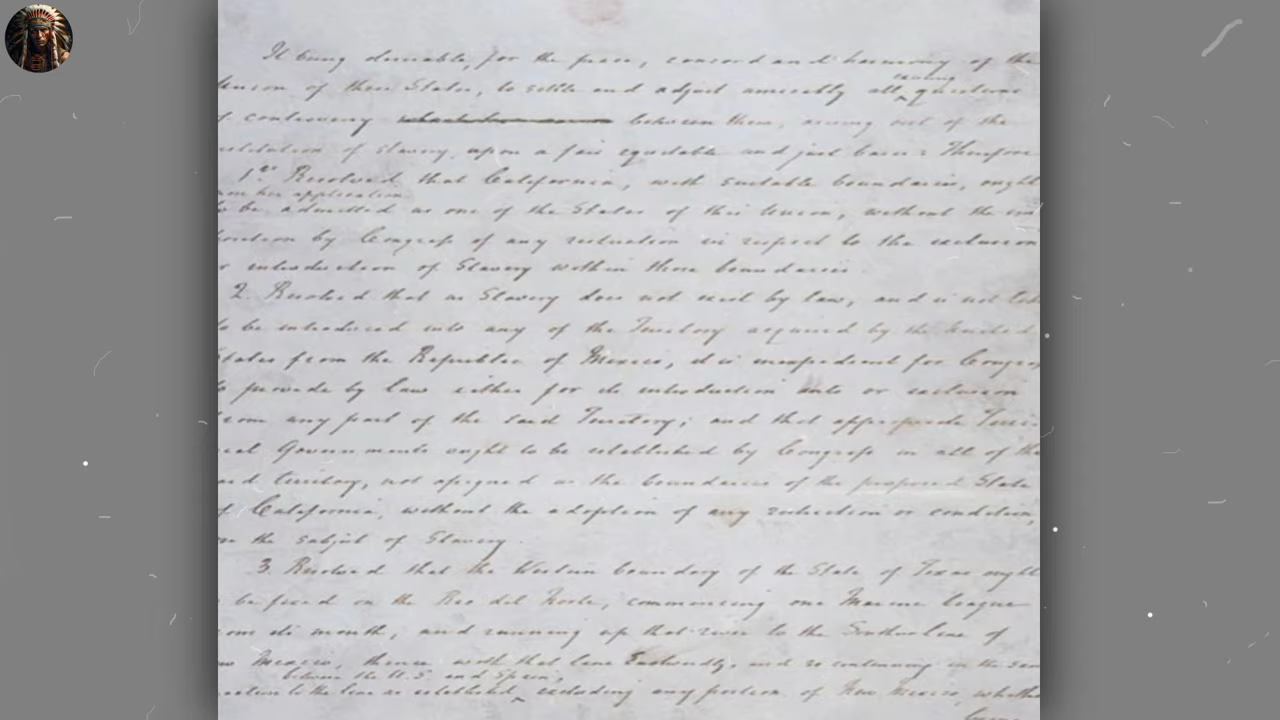 It being desirable, for the peace, concord and harmony of the
existing
Union of these States, to settle and adjust amicably all questions
of controversy between them, arising out of the
institution of Slavery, upon a fair equitable and just basis: Therefore
1st Resolved that California, with suitable boundaries, ought
upon her application
to be admitted as one of the States of this Union, without the im
position by Congress of any restriction in respect to the exclusion
or introduction of Slavery within those boundaries.
2. Resolved that as Slavery does not exist by law, and is not likely
to be introduced into any of the Territory acquired by the United
States from the Republic of Mexico, it is inexpedient for Congress
to provide by law either for its introduction into or exclusion
from any part of the said Territory; and that appropriate Terri-
torial Governments ought to be established by Congress in all of the
said territory, not assigned as the boundaries of the proposed State
of California, without the adoption of any restriction or condition,
on the subject of Slavery.
3. Resolved that the Western boundary of the State of Texas ought
to be fixed on the Rio del Norte, commencing one Marine league
from its mouth, and running up that river to the Southern line of
New Mexico, thence with that line Eastwardly, and so continuing in the same
between the U.S. and Spain,
direction to the line as established, excluding any portion of New Mexico, whether